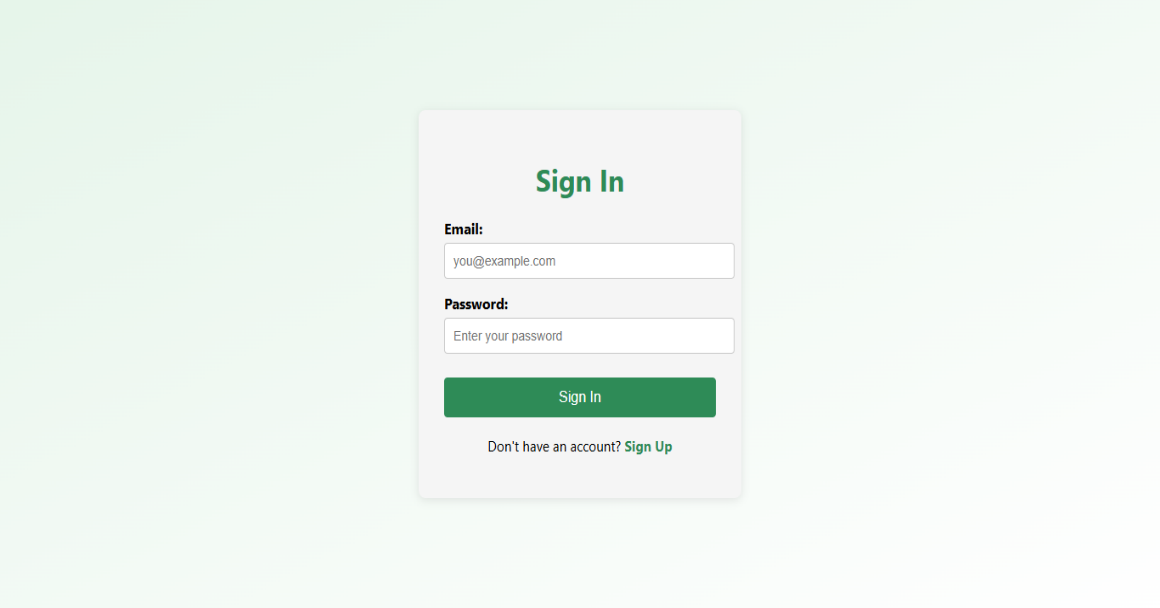 Sign In
Email:
you@example.com
Password:
Enter your password
Sign In
Don't have an account? Sign Up